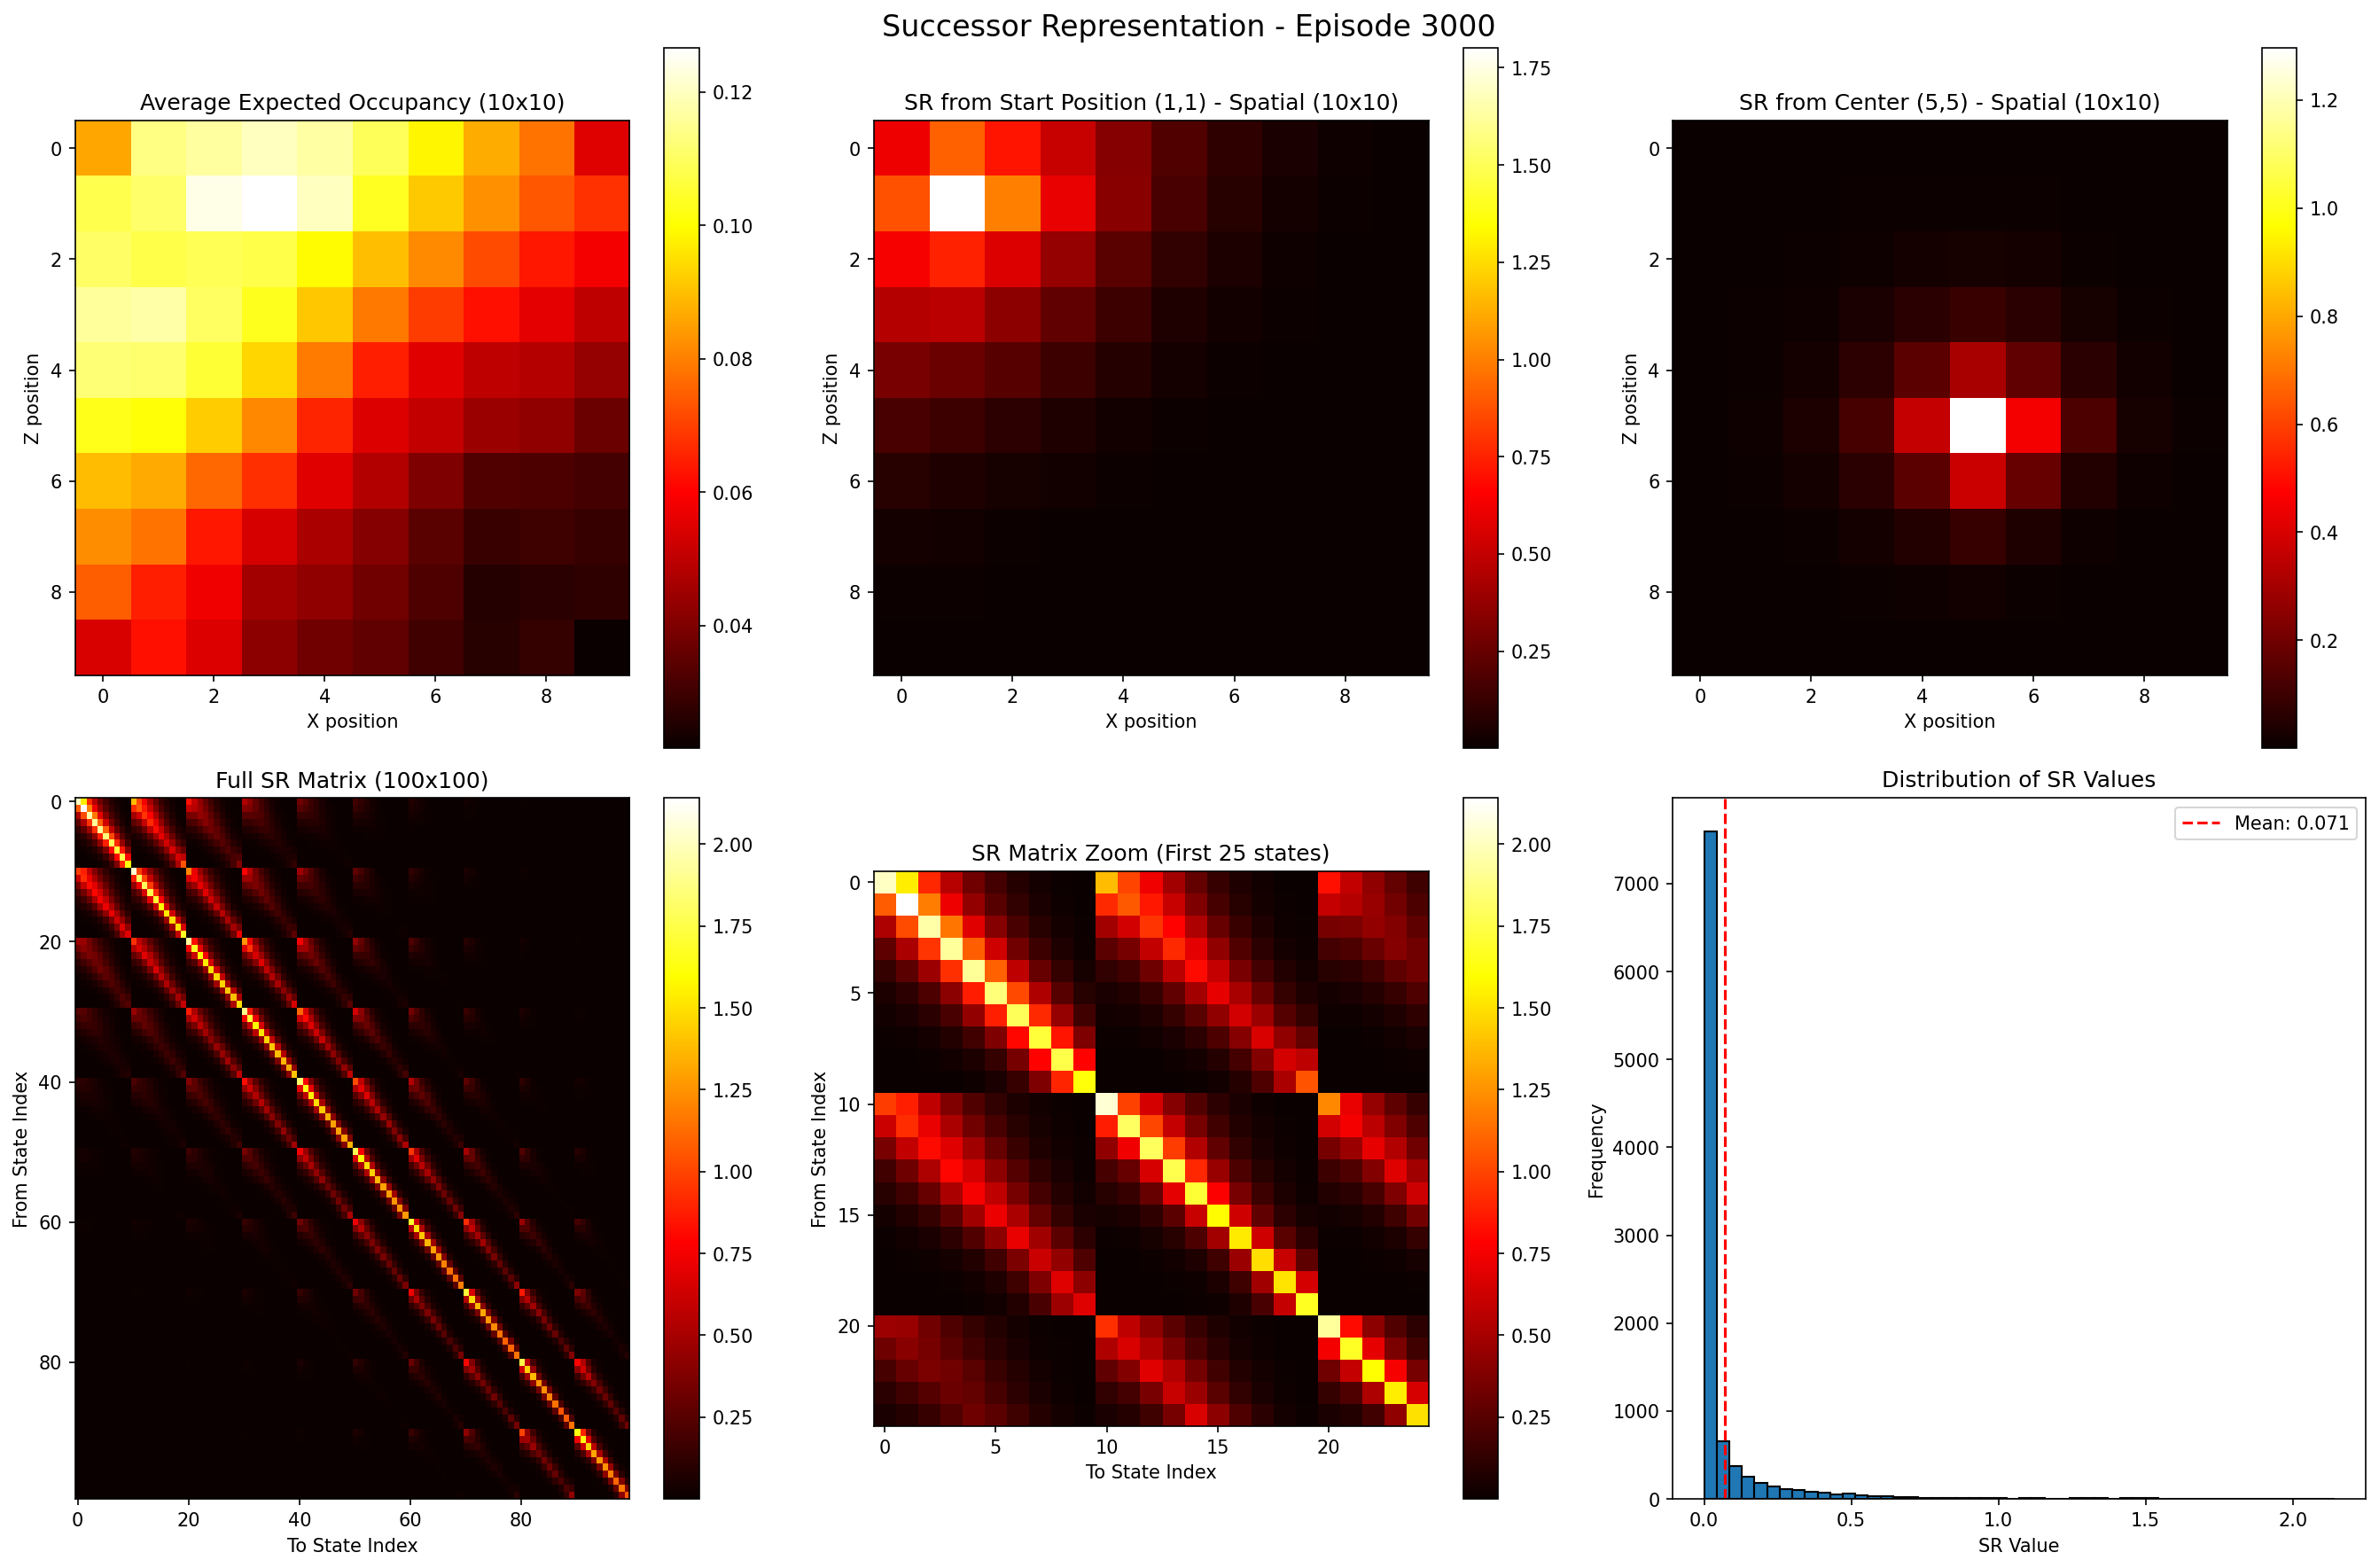 Successor Representation - Episode 3000
Average Expected Occupancy (10x10)
0
2
4
6
8
Z position
0 2 4 6 8
X position
0.12
0.10
0.08
0.06
0.04
SR from Start Position (1,1) - Spatial (10x10)
0
2
4
6
8
Z position
0 2 4 6 8
X position
1.75
1.50
1.25
1.00
0.75
0.50
0.25
SR from Center (5,5) - Spatial (10x10)
0
2
4
6
8
Z position
0 2 4 6 8
X position
1.2
1.0
0.8
0.6
0.4
0.2
Full SR Matrix (100x100)
0
20
40
60
80
From State Index
0 20 40 60 80
To State Index
2.00
1.75
1.50
1.25
1.00
0.75
0.50
0.25
SR Matrix Zoom (First 25 states)
0
5
10
15
20
From State Index
0 5 10 15 20
To State Index
2.00
1.75
1.50
1.25
1.00
0.75
0.50
0.25
Distribution of SR Values
Mean: 0.071
7000
6000
5000
4000
3000
2000
1000
0
Frequency
0.0 0.5 1.0 1.5 2.0
SR Value